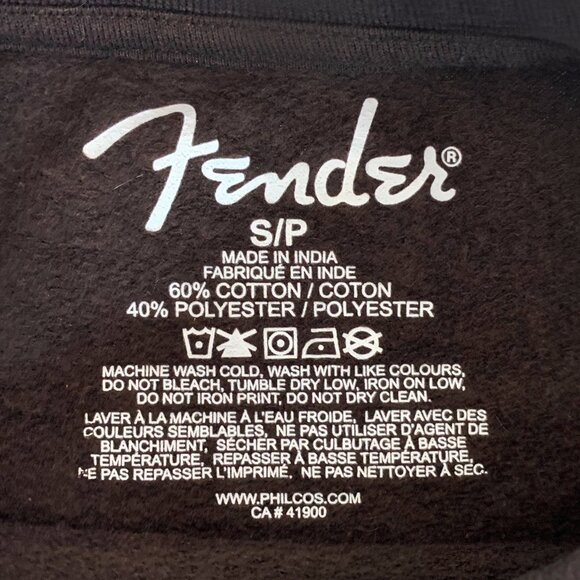 Fender®
S/P
MADE IN INDIA
FABRIQUÉ EN INDE
60% COTTON / COTON
40% POLYESTER / POLYESTER
MACHINE WASH COLD, WASH WITH LIKE COLOURS,
DO NOT BLEACH, TUMBLE DRY LOW, IRON ON LOW,
DO NOT IRON PRINT, DO NOT DRY CLEAN.
LAVER À LA MACHINE À L'EAU FROIDE, LAVER AVEC DES
COULEURS SEMBLABLES, NE PAS UTILISER D'AGENT DE
BLANCHIMENT, SÉCHER PAR CULBUTAGE À BASSE
TEMPÉRATURE, REPASSER À BASSE TEMPÉRATURE,
NE PAS REPASSER L'IMPRIMÉ, NE PAS NETTOYER À SEC.
WWW.PHILCOS.COM
CA # 41900